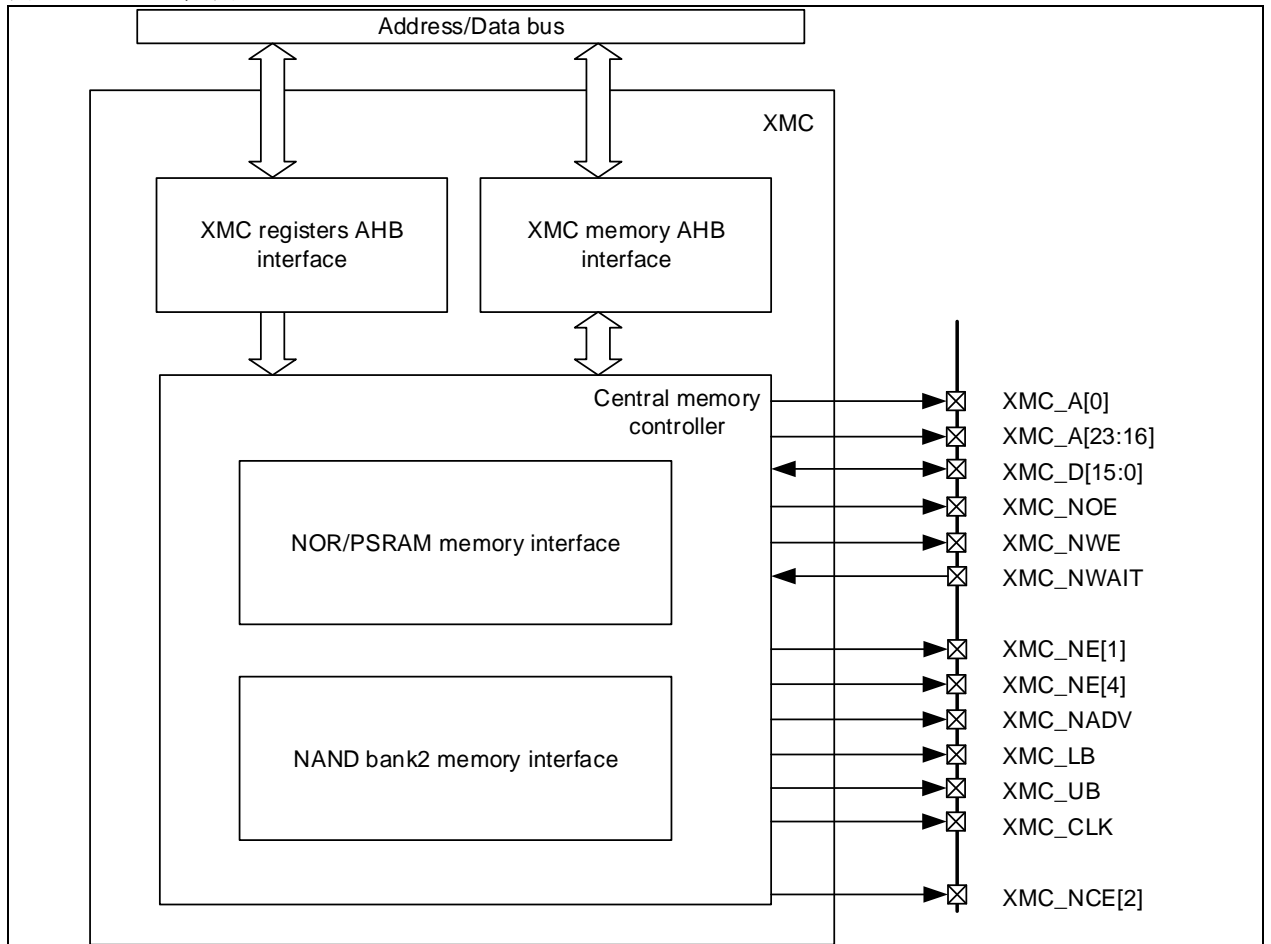 Address/Data bus
XMC
XMC registers AHB
interface
XMC memory AHB
interface
Central memory
controller
NOR/PSRAM memory interface
NAND bank2 memory interface
XMC_A[0]
XMC_A[23:16]
XMC_D[15:0]
XMC_NOE
XMC_NWE
XMC_NWAIT
XMC_NE[1]
XMC_NE[4]
XMC_NADV
XMC_LB
XMC_UB
XMC_CLK
XMC_NCE[2]